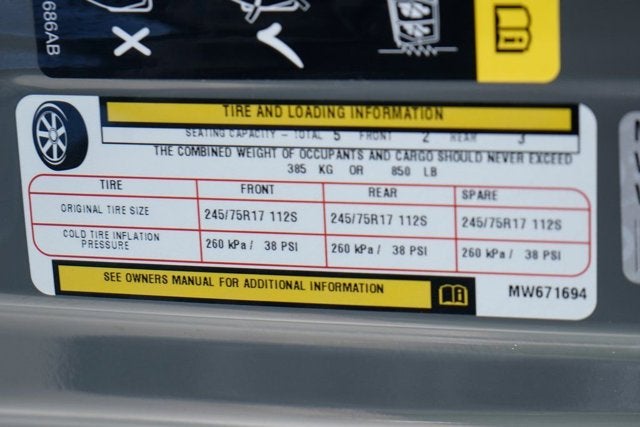 686AB
TIRE AND LOADING INFORMATION
SEATING CAPACITY - TOTAL 5 FRONT 2 REAR 3
THE COMBINED WEIGHT OF OCCUPANTS AND CARGO SHOULD NEVER EXCEED
385 KG OR 850 LB
TIRE FRONT REAR SPARE
ORIGINAL TIRE SIZE 245/75R17 112S 245/75R17 112S 245/75R17 112S
COLD TIRE INFLATION
PRESSURE 260 kPa / 38 PSI 260 kPa / 38 PSI 260 kPa / 38 PSI
SEE OWNERS MANUAL FOR ADDITIONAL INFORMATION
MW671694